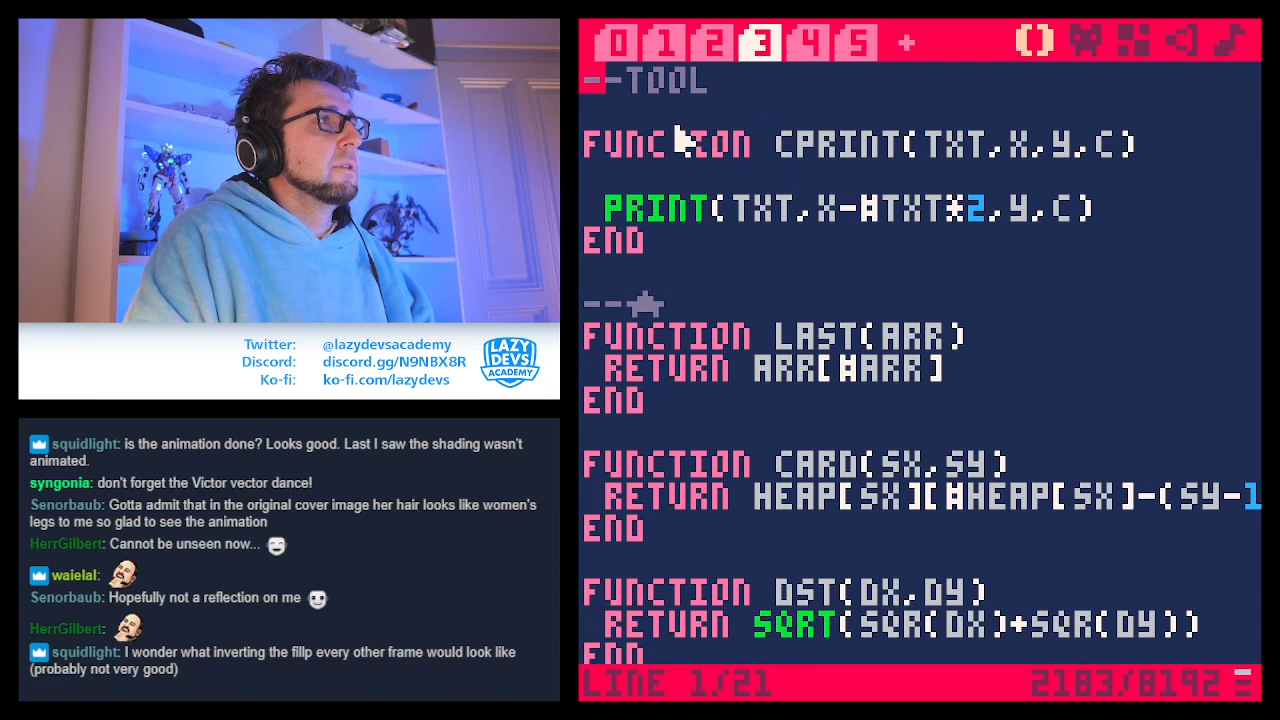 0 1 2 3 4 5 +
--TOOL
FUNCTION CPRINT(TXT,X,Y,C)
PRINT(TXT,X-#TXT*2,Y,C)
END
--
FUNCTION LAST(ARR)
RETURN ARR[#ARR]
END
FUNCTION CARD(SX,SY)
RETURN HEAP[SX][#HEAP[SX]-(SY-1
END
FUNCTION DST(DX,DY)
RETURN SQRT(SQR(DX)+SQR(DY))
END
LINE 1/21
2183/8192
Twitter: @lazydevsacademy
Discord: discord.gg/N9NBX8R
Ko-fi: ko-fi.com/lazydevs
LAZY
DEVS
ACADEMY
squidlight: is the animation done? Looks good. Last I saw the shading wasn't
animated.
syngonia: don't forget the Victor vector dance!
Senorbaub: Gotta admit that in the original cover image her hair looks like women's
legs to me so glad to see the animation
HerrGilbert: Cannot be unseen now...
waielal:
Senorbaub: Hopefully not a reflection on me
HerrGilbert:
squidlight: I wonder what inverting the fillp every other frame would look like
(probably not very good)